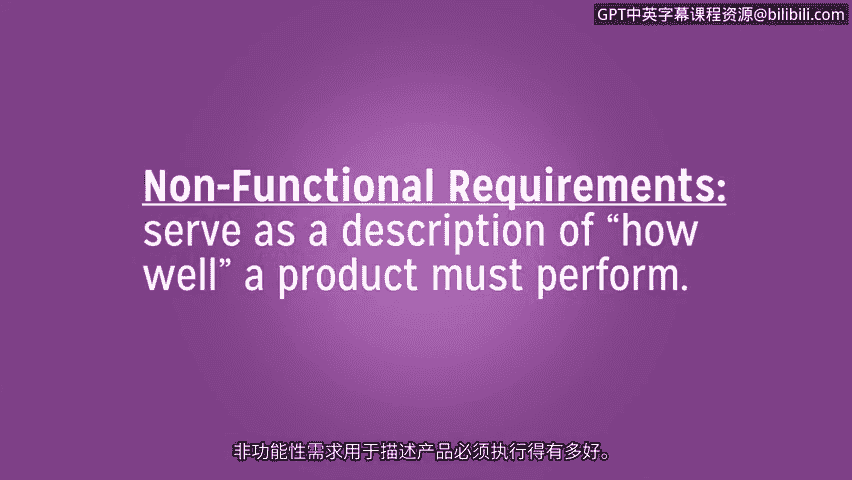 GPT中英字幕课程资源@bilibili.com
Non-Functional Requirements:
serve as a description of “how
well” a product must perform.
非功能性需求用于描述产品必须执行得有多好。